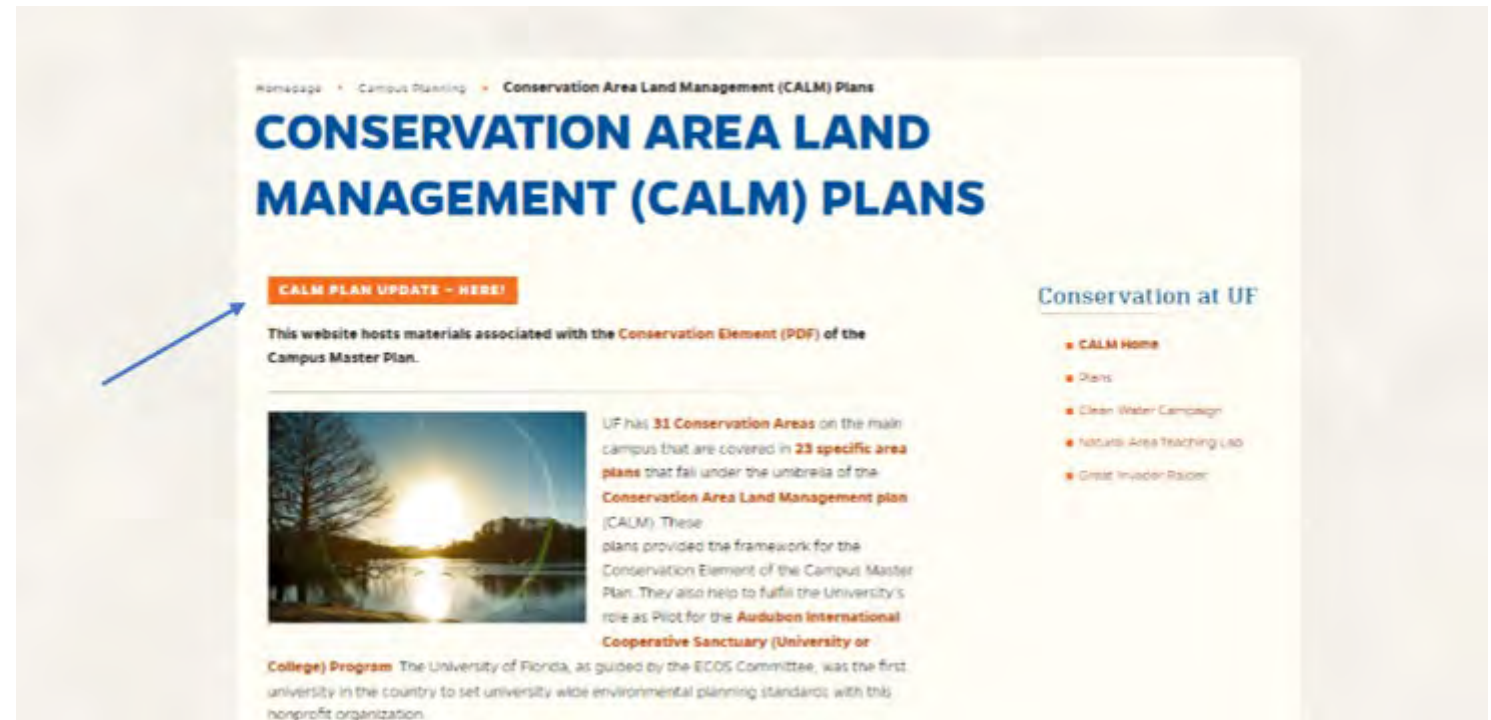 Homepage • Campus Planning • Conservation Area Land Management (CALM) Plans
CONSERVATION AREA LAND
MANAGEMENT (CALM) PLANS
CALM PLAN UPDATE – HERE!
This website hosts materials associated with the Conservation Element (PDF) of the
Campus Master Plan.
UF has 31 Conservation Areas on the main
campus that are covered in 23 specific area
plans that fall under the umbrella of the
Conservation Area Land Management plan
(CALM). These
plans provided the framework for the
Conservation Element of the Campus Master
Plan. They also help to fulfill the University's
role as Pilot for the Audubon International
Cooperative Sanctuary (University or
College) Program. The University of Florida, as guided by the ECOS Committee, was the first
university in the country to set university wide environmental planning standards with this
nonprofit organization.
Conservation at UF
CALM Home
Plans
Clean Water Campaign
Natural Area Teaching Lab
Great Invader Raider